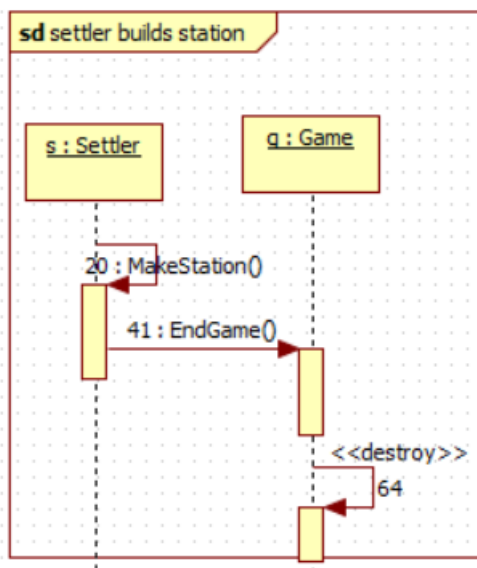 sd settler builds station
s : Settler
g : Game
20 : MakeStation()
41 : EndGame()
<<destroy>>
64